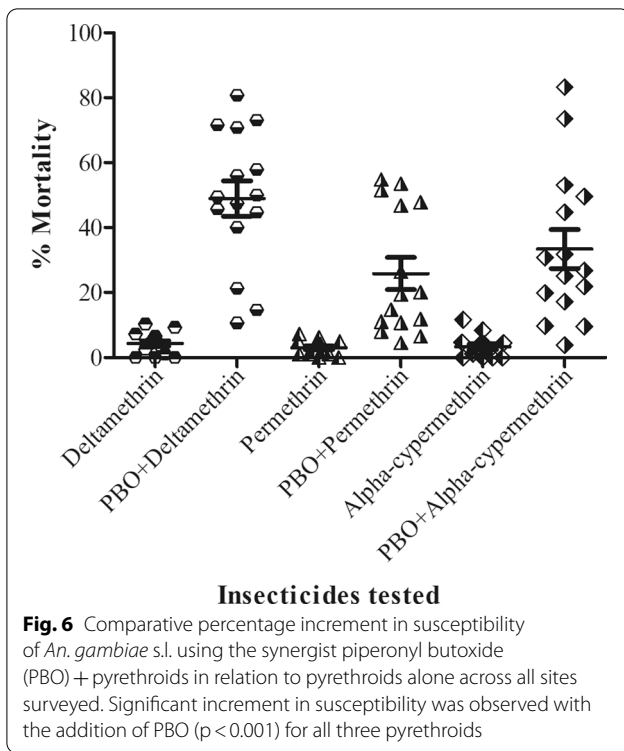 100
80
60
40
20
0
% Mortality
Deltamethrin
PBO+Deltamethrin
Permethrin
PBO+Permethrin
Alpha-cypermethrin
PBO+Alpha-cypermethrin
Insecticides tested
Fig. 6 Comparative percentage increment in susceptibility
of An. gambiae s.l. using the synergist piperonyl butoxide
(PBO) + pyrethroids in relation to pyrethroids alone across all sites
surveyed. Significant increment in susceptibility was observed with
the addition of PBO (p < 0.001) for all three pyrethroids